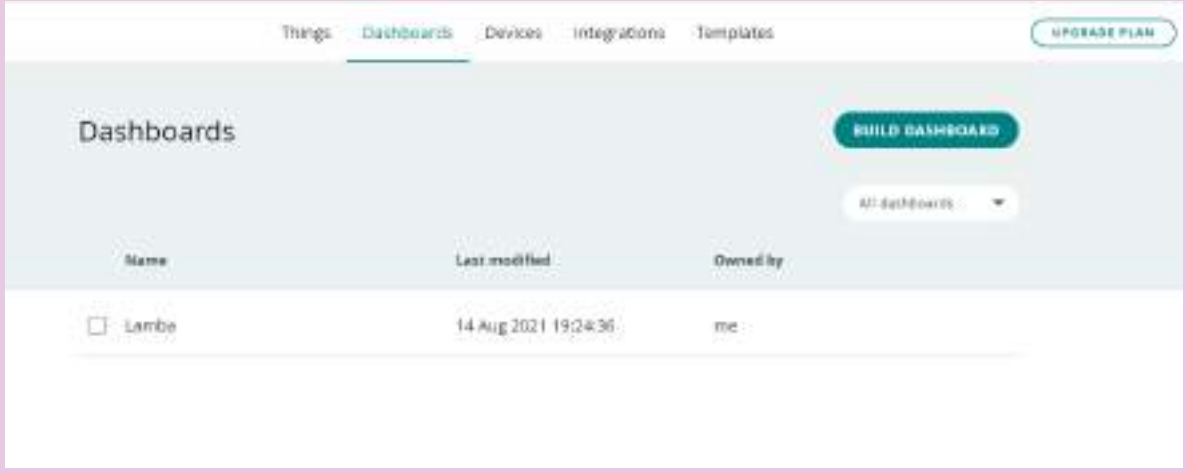 Things Dashboards Devices Integrations Templates UPGRADE PLAN
Dashboards
BUILD DASHBOARD
All dashboards
Name Last modified Owned by
Lamba 14 Aug 2021 19:24:36 me